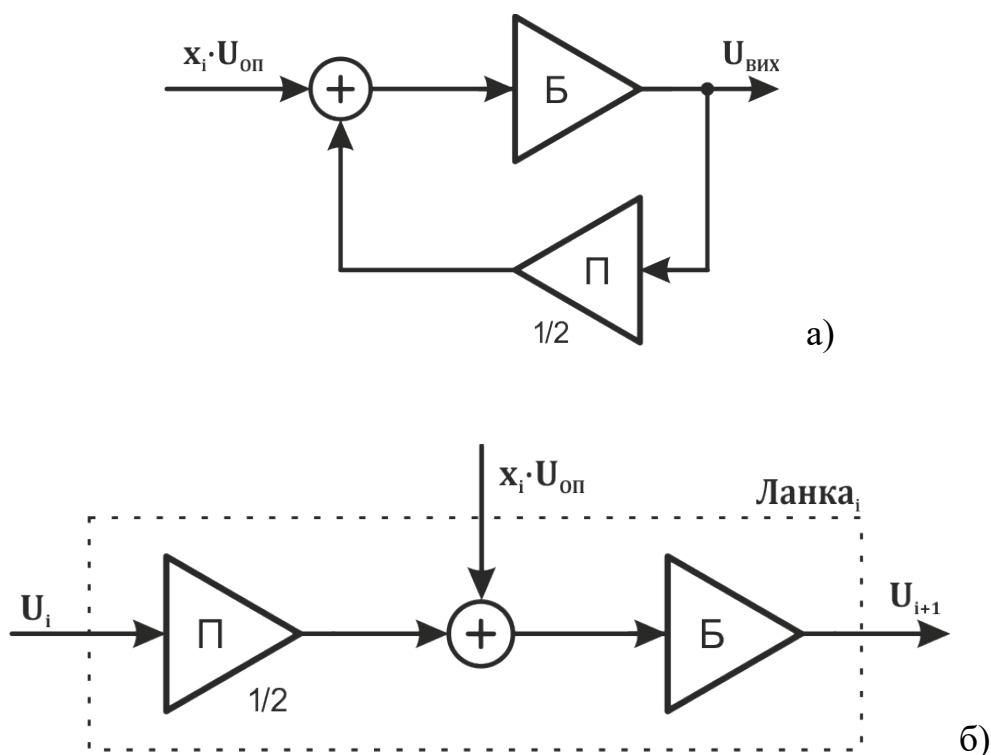 xᵢ·Uоп
Uвих
+
Б
П
1/2
а)
xᵢ·Uоп
Ланкаᵢ
Uᵢ
Uᵢ₊₁
П
+
Б
1/2
б)